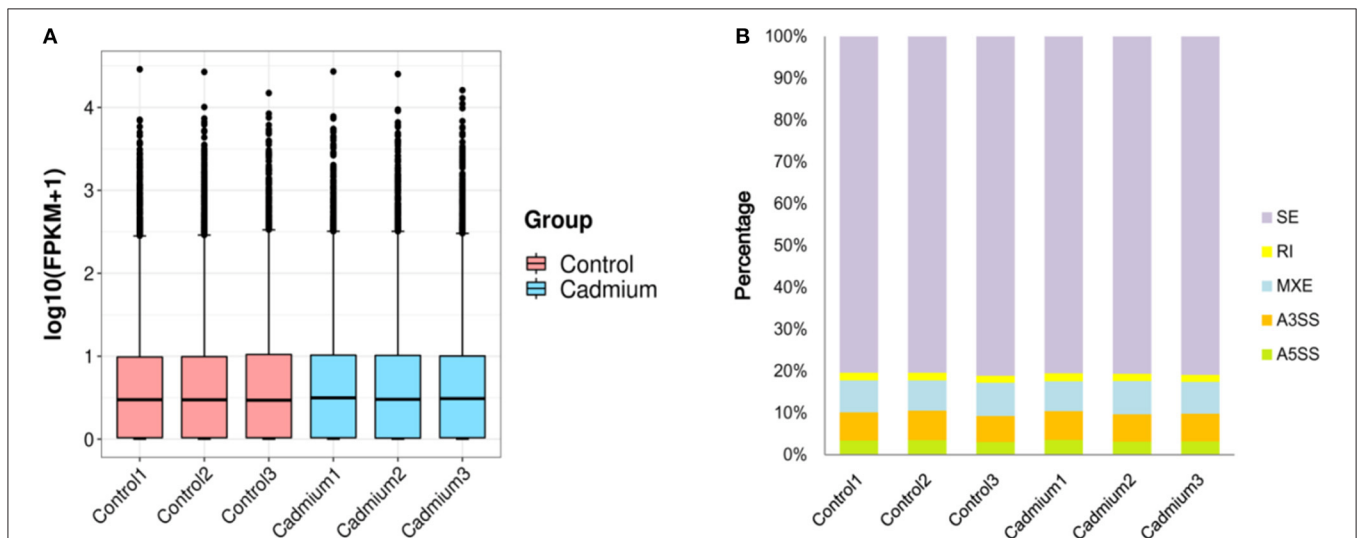 A
log10(FPKM+1)
4
3
2
1
0
Control1
Control2
Control3
Cadmium1
Cadmium2
Cadmium3
Group
Control
Cadmium
B
Percentage
100%
90%
80%
70%
60%
50%
40%
30%
20%
10%
0%
Control1
Control2
Control3
Cadmium1
Cadmium2
Cadmium3
SE
RI
MXE
A3SS
A5SS